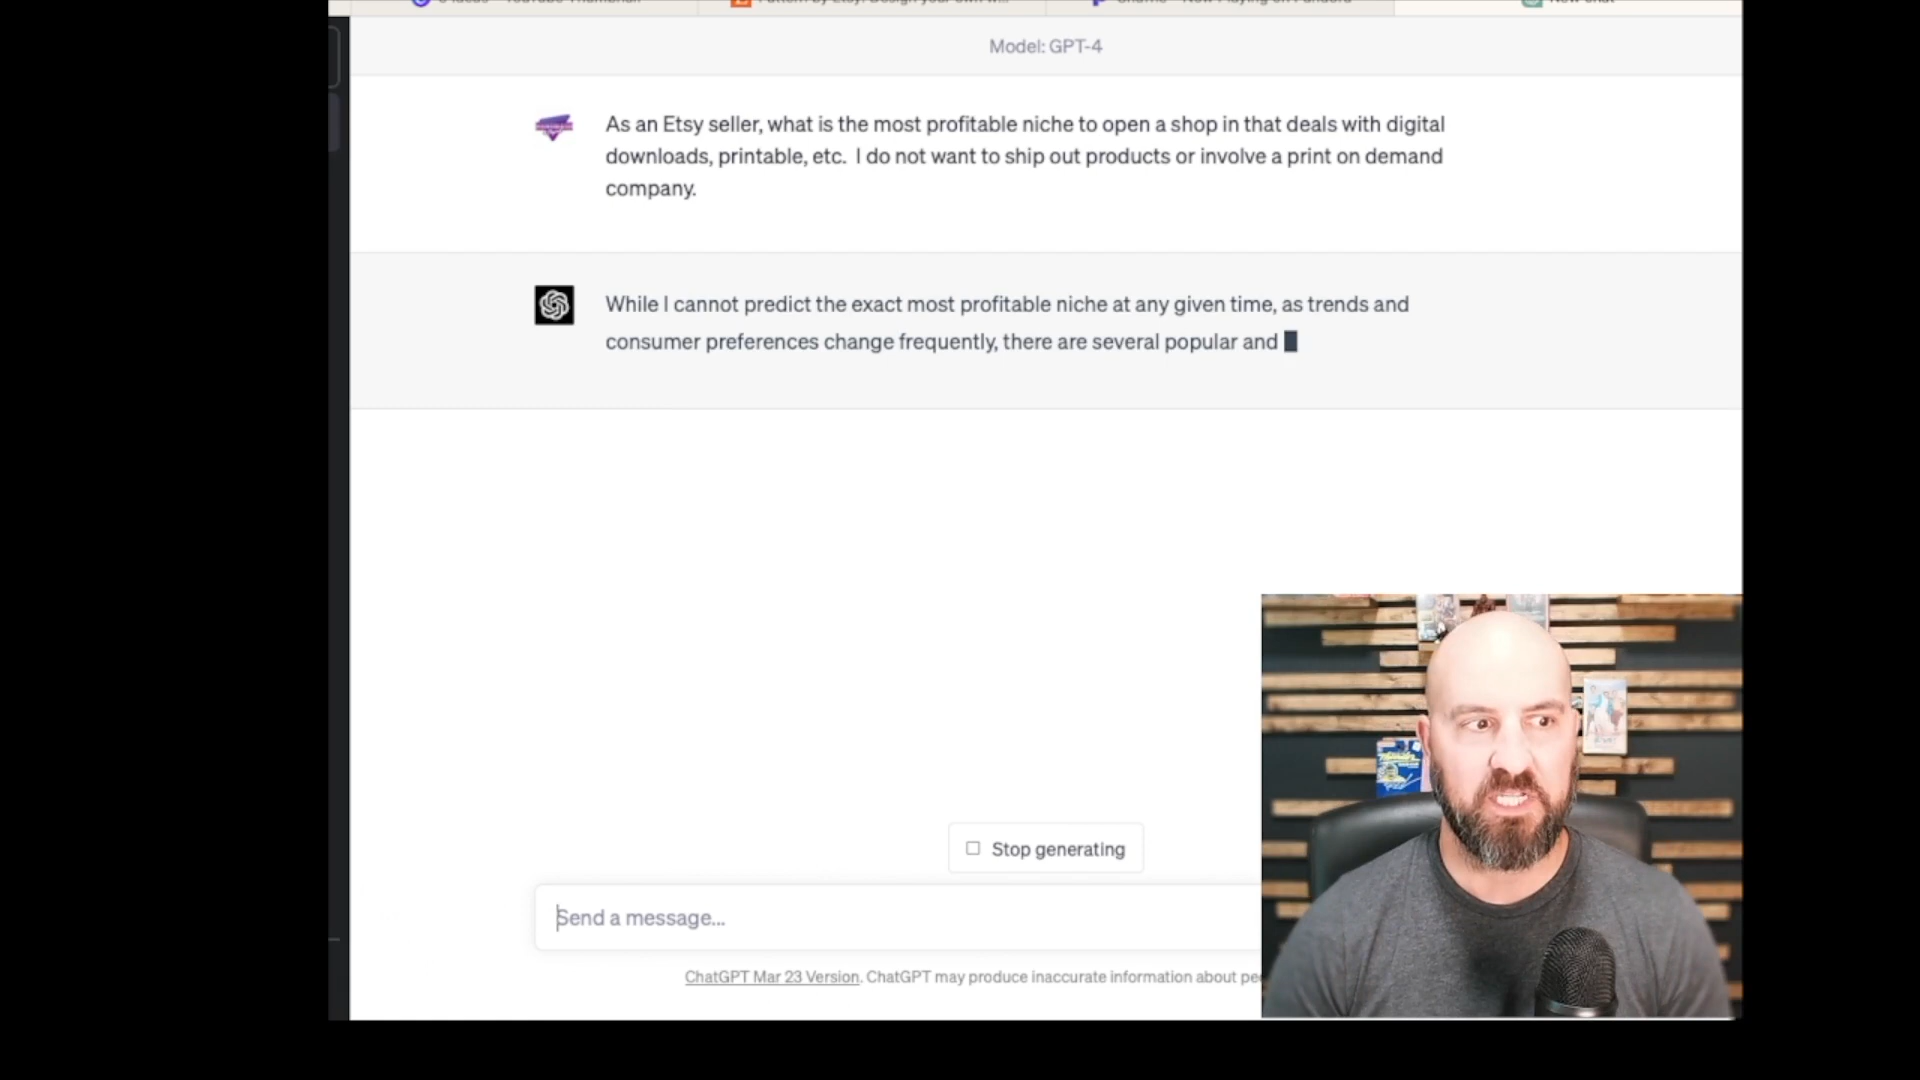 Model: GPT-4
As an Etsy seller, what is the most profitable niche to open a shop in that deals with digital
downloads, printable, etc.  I do not want to ship out products or involve a print on demand
company.
While I cannot predict the exact most profitable niche at any given time, as trends and
consumer preferences change frequently, there are several popular and
Stop generating
Send a message...
ChatGPT Mar 23 Version. ChatGPT may produce inaccurate information about